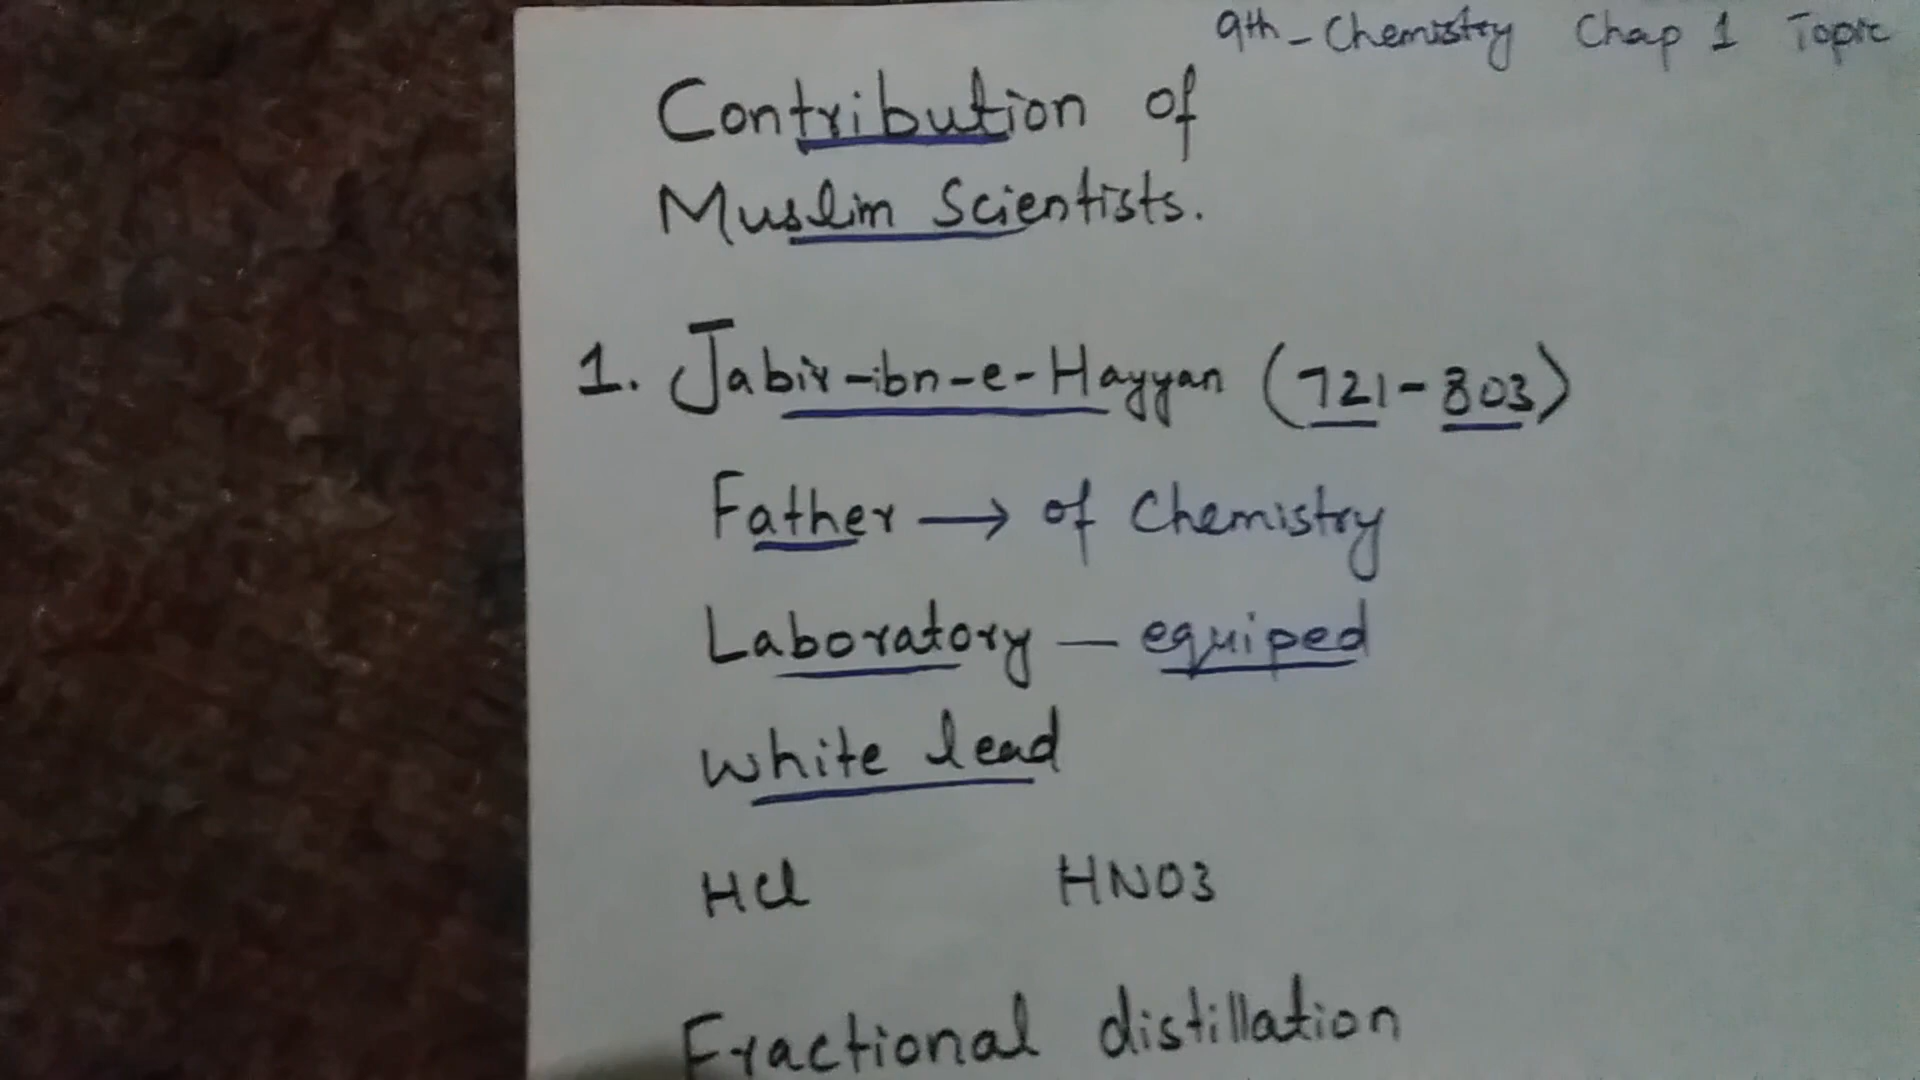 9th - Chemistry Chap 1 Topic
Contribution of
Muslim Scientists.
1. Jabir-ibn-e-Hayyan (721-803)
Father → of Chemistry
Laboratory - equiped
white lead
HCl HNO3
Fractional distillation